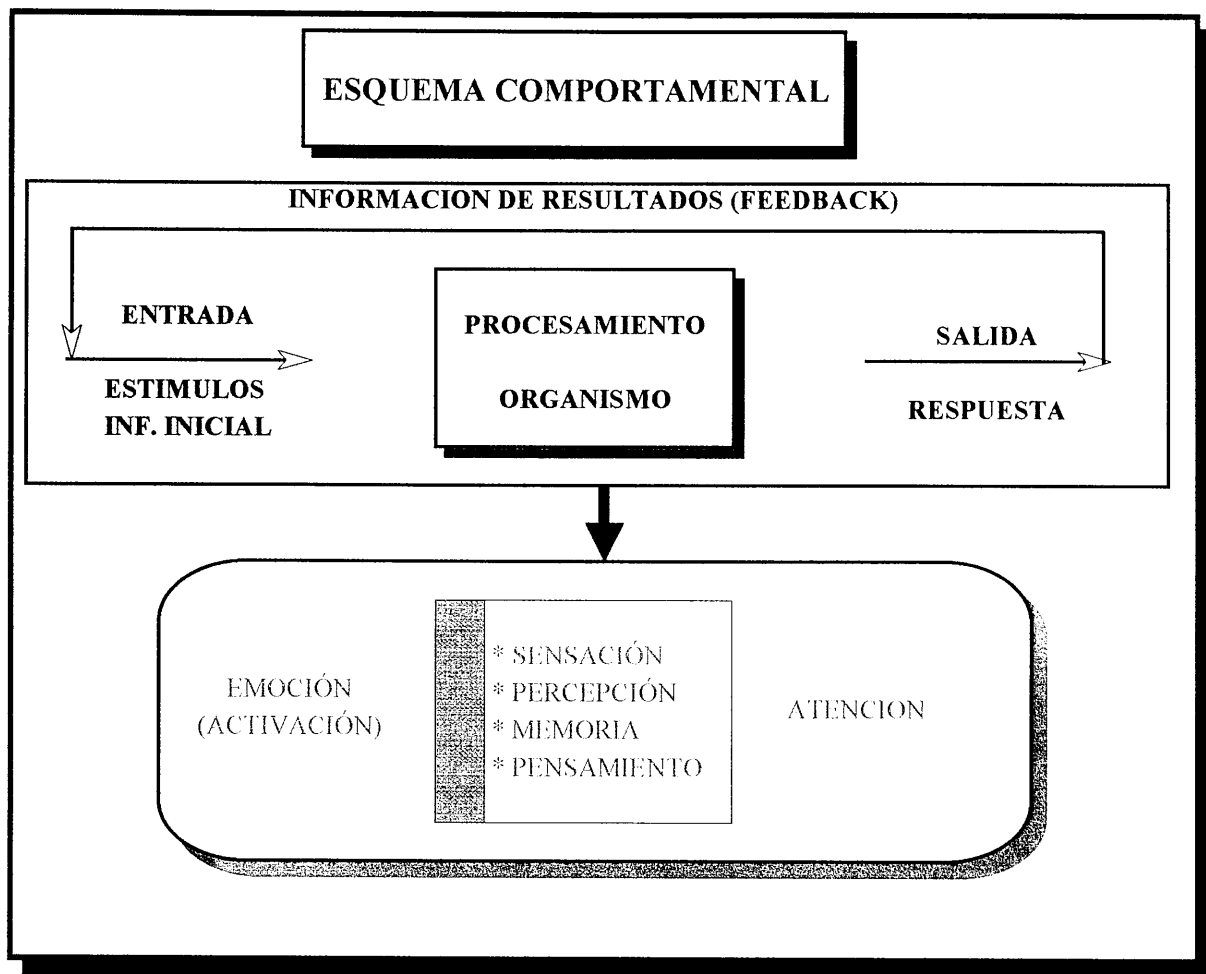 ESQUEMA COMPORTAMENTAL
INFORMACION DE RESULTADOS (FEEDBACK)
ENTRADA
ESTIMULOS
INF. INICIAL
PROCESAMIENTO
ORGANISMO
SALIDA
RESPUESTA
EMOCIÓN
(ACTIVACIÓN)
* SENSACIÓN
* PERCEPCIÓN
* MEMORIA
* PENSAMIENTO
ATENCION